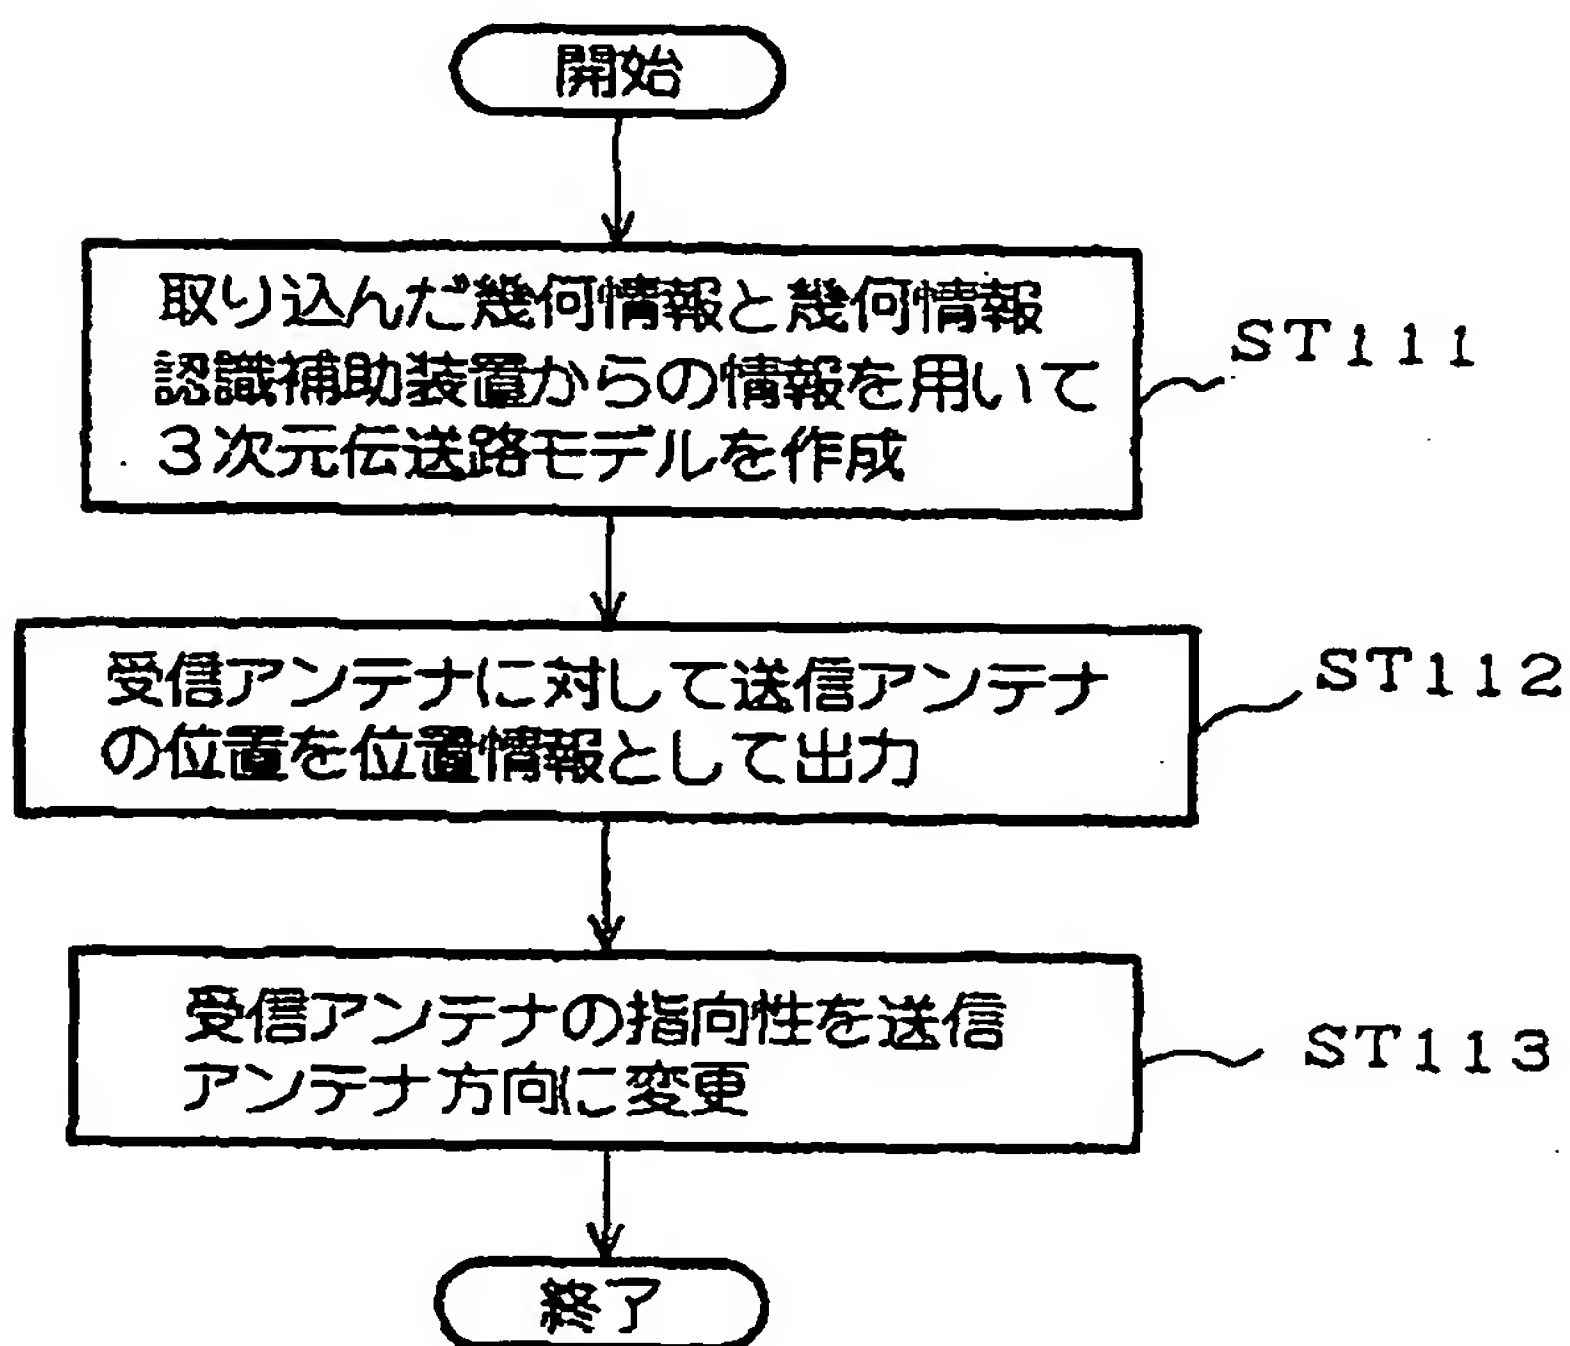 開始
取り込んだ幾何情報と幾何情報
認識補助装置からの情報を用いて
3次元伝送路モデルを作成
ST111
受信アンテナに対して送信アンテナ
の位置を位置情報として出力
ST112
受信アンテナの指向性を送信
アンテナ方向に変更
ST113
終了